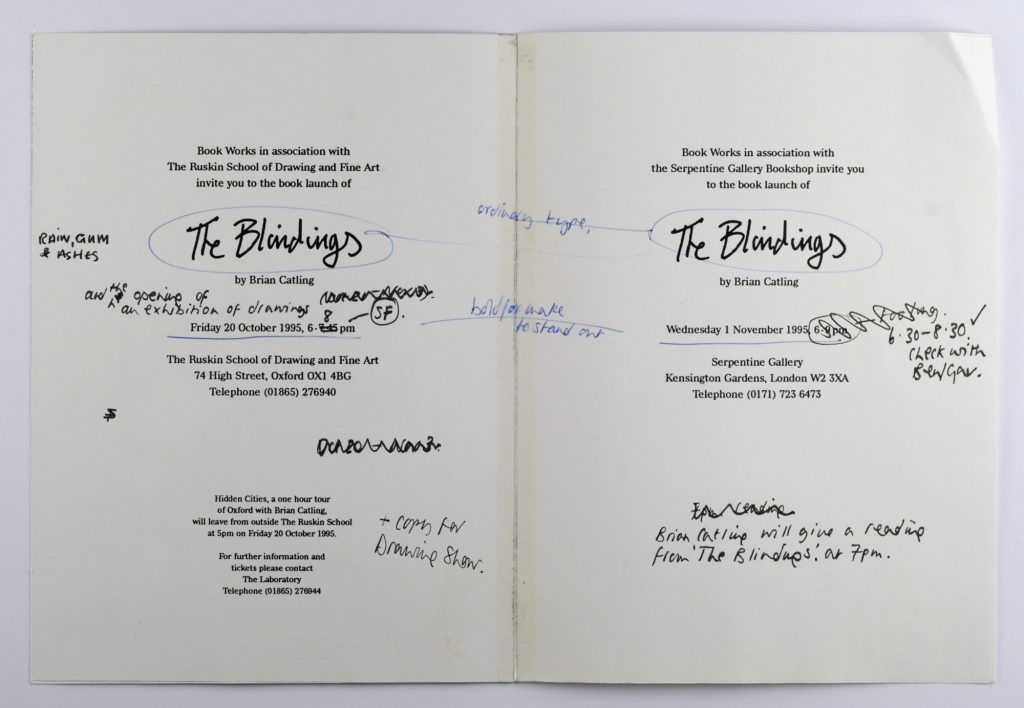 Book Works in association with
The Ruskin School of Drawing and Fine Art
invite you to the book launch of
The Blindings
RAIN, GUM
& ASHES
by Brian Catling
and the opening of
an exhibition of drawings
8
SF
Friday 20 October 1995, 6-7.45 pm
The Ruskin School of Drawing and Fine Art
74 High Street, Oxford OX1 4BG
Telephone (01865) 276940
Hidden Cities, a one hour tour
of Oxford with Brian Catling,
will leave from outside The Ruskin School
at 5pm on Friday 20 October 1995.
+ copy for
Drawing Show.
For further information and
tickets please contact
The Laboratory
Telephone (01865) 276944
ordinary type,
bold/or make
to stand out
Book Works in association with
the Serpentine Gallery Bookshop invite you
to the book launch of
The Blindings
by Brian Catling
Wednesday 1 November 1995, 6-9 pm
6.30-8.30. ✓
check with
Serpentine Gallery
Kensington Gardens, London W2 3XA
Telephone (0171) 723 6473
Brian Catling will give a reading
from 'The Blindings'. at 7pm.